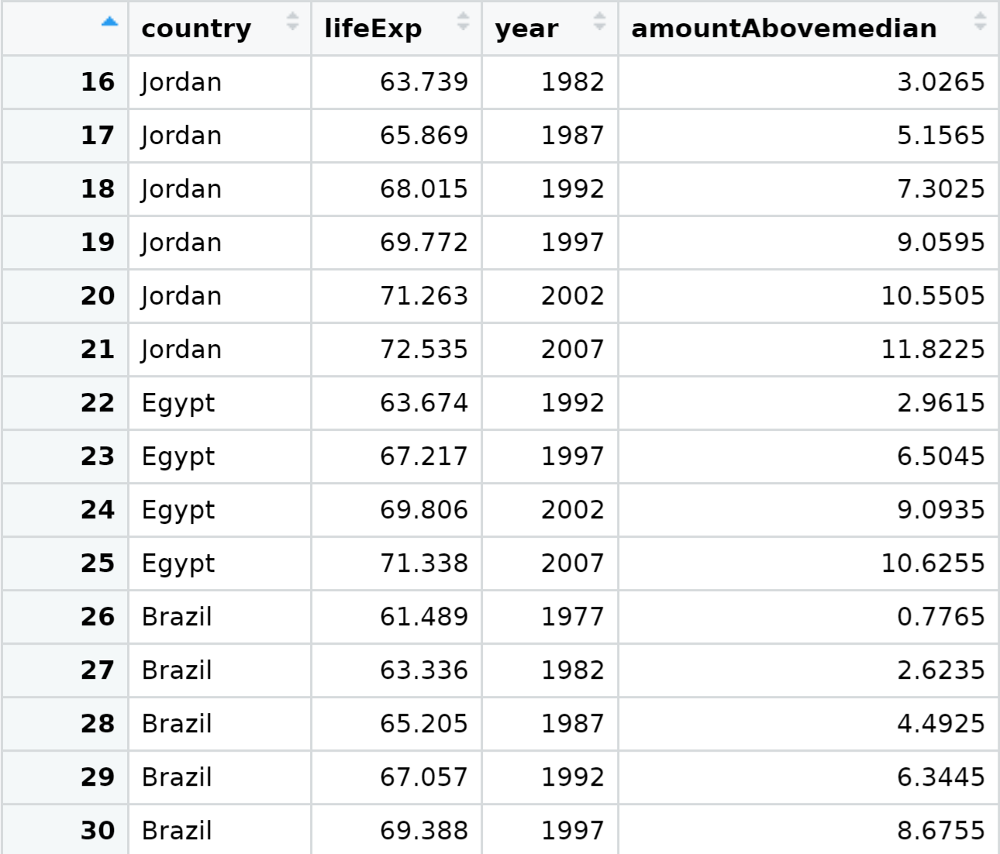 country lifeExp year amountAbovemedian
16 Jordan 63.739 1982 3.0265
17 Jordan 65.869 1987 5.1565
18 Jordan 68.015 1992 7.3025
19 Jordan 69.772 1997 9.0595
20 Jordan 71.263 2002 10.5505
21 Jordan 72.535 2007 11.8225
22 Egypt 63.674 1992 2.9615
23 Egypt 67.217 1997 6.5045
24 Egypt 69.806 2002 9.0935
25 Egypt 71.338 2007 10.6255
26 Brazil 61.489 1977 0.7765
27 Brazil 63.336 1982 2.6235
28 Brazil 65.205 1987 4.4925
29 Brazil 67.057 1992 6.3445
30 Brazil 69.388 1997 8.6755